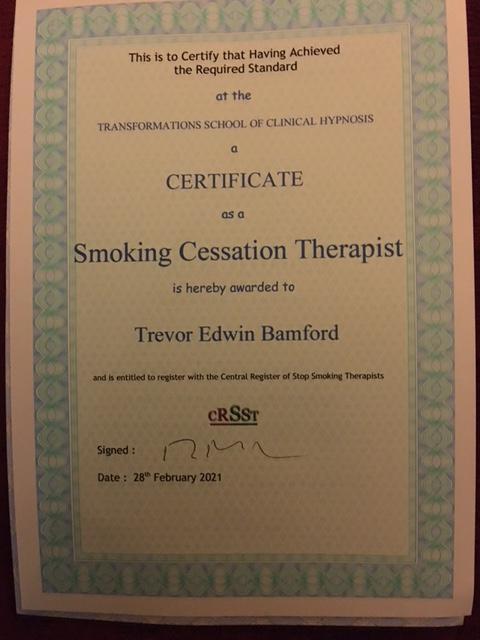 This is to Certify that Having Achieved
the Required Standard
at the
TRANSFORMATIONS SCHOOL OF CLINICAL HYPNOSIS
a
CERTIFICATE
as a
Smoking Cessation Therapist
is hereby awarded to
Trevor Edwin Bamford
and is entitled to register with the Central Register of Stop Smoking Therapists
cRSST
Signed :
Date : 28th February 2021